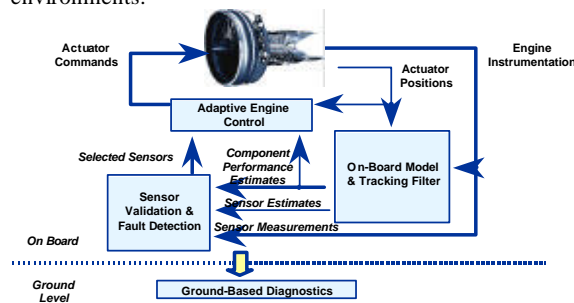 environments.
Actuator
Commands
Engine
Instrumentation
Actuator
Positions
Adaptive Engine
Control
Selected Sensors
Component
Performance
Estimates
On-Board Model
& Tracking Filter
Sensor
Validation &
Fault Detection
Sensor Estimates
Sensor Measurements
On Board
Ground
Level
Ground-Based Diagnostics